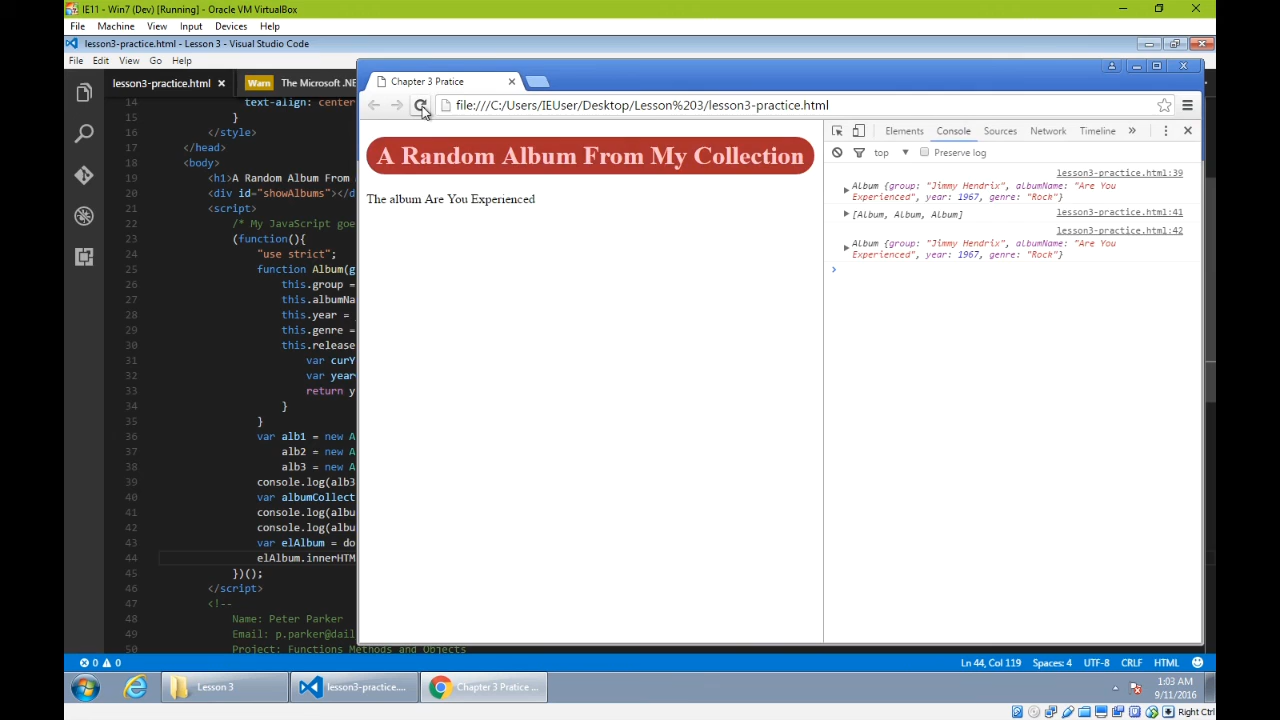 IE11 - Win7 (Dev) [Running] - Oracle VM VirtualBox
File Machine View Input Devices Help
lesson3-practice.html - Lesson 3 - Visual Studio Code
File Edit View Go Help
lesson3-practice.html
Warn The Microsoft .NE
Chapter 3 Pratice
file:///C:/Users/IEUser/Desktop/Lesson%203/lesson3-practice.html
Elements Console Sources Network Timeline
top Preserve log
A Random Album From My Collection
The album Are You Experienced
lesson3-practice.html:39
Album {group: "Jimmy Hendrix", albumName: "Are You
Experienced", year: 1967, genre: "Rock"}
[Album, Album, Album] lesson3-practice.html:41
lesson3-practice.html:42
Album {group: "Jimmy Hendrix", albumName: "Are You
Experienced", year: 1967, genre: "Rock"}
14 text-align: center
15 }
16 </style>
17 </head>
18 <body>
19 <h1>A Random Album From
20 <div id="showAlbums"></d
21 <script>
22 /* My JavaScript goe
23 (function(){
24 "use strict";
25 function Album(g
26 this.group =
27 this.albumNa
28 this.year =
29 this.genre =
30 this.release
31 var curY
32 var year
33 return y
34 }
35 }
36 var alb1 = new A
37 alb2 = new A
38 alb3 = new A
39 console.log(alb3
40 var albumCollect
41 console.log(albu
42 console.log(albu
43 var elAlbum = do
44 elAlbum.innerHTM
45 })();
46 </script>
47 <!--
48 Name: Peter Parker
49 Email: p.parker@dail
50 Project: Functions Methods and Objects
0 0 Ln 44, Col 119 Spaces: 4 UTF-8 CRLF HTML
Lesson 3 lesson3-practice.... Chapter 3 Pratice ...
1:03 AM
9/11/2016
Right Ctrl